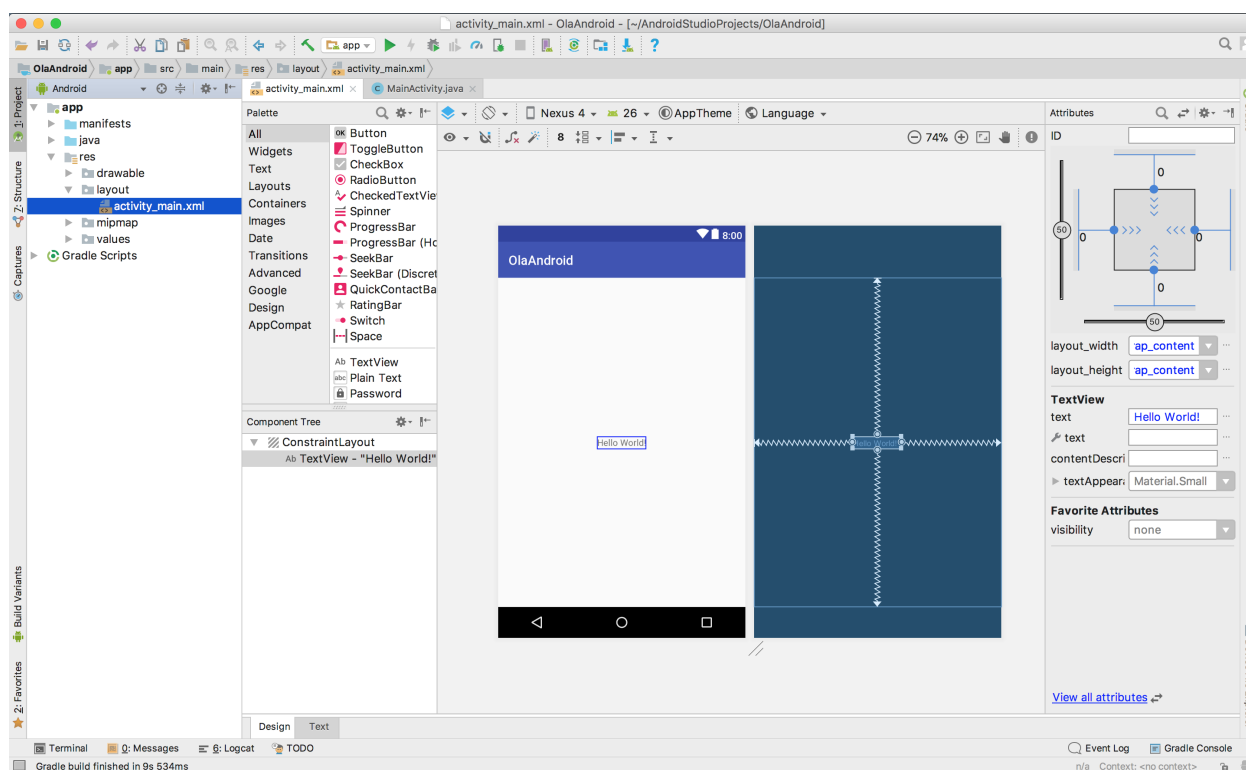 activity_main.xml - OlaAndroid - [~/AndroidStudioProjects/OlaAndroid]
app
OlaAndroid app src main res layout activity_main.xml
1: Project
Z: Structure
Captures
Build Variants
2: Favorites
Android
app
manifests
java
res
drawable
layout
activity_main.xml
mipmap
values
Gradle Scripts
activity_main.xml
MainActivity.java
Palette
All
Widgets
Text
Layouts
Containers
Images
Date
Transitions
Advanced
Google
Design
AppCompat
OK Button
ToggleButton
CheckBox
RadioButton
CheckedTextVie
Spinner
ProgressBar
ProgressBar (Ho
SeekBar
SeekBar (Discret
QuickContactBa
RatingBar
Switch
Space
Ab TextView
abc Plain Text
Password
Component Tree
ConstraintLayout
Ab TextView - "Hello World!"
Nexus 4 26 AppTheme Language
8 74%
8:00
OlaAndroid
Hello World!
Hello World!
Design Text
Attributes
ID
0
50 0 0
0
50
layout_width ap_content
layout_height ap_content
TextView
text Hello World!
text
contentDescri
textAppeara Material.Small
Favorite Attributes
visibility none
View all attributes
Terminal 0: Messages 6: Logcat TODO Event Log Gradle Console
Gradle build finished in 9s 534ms n/a Context: <no context>